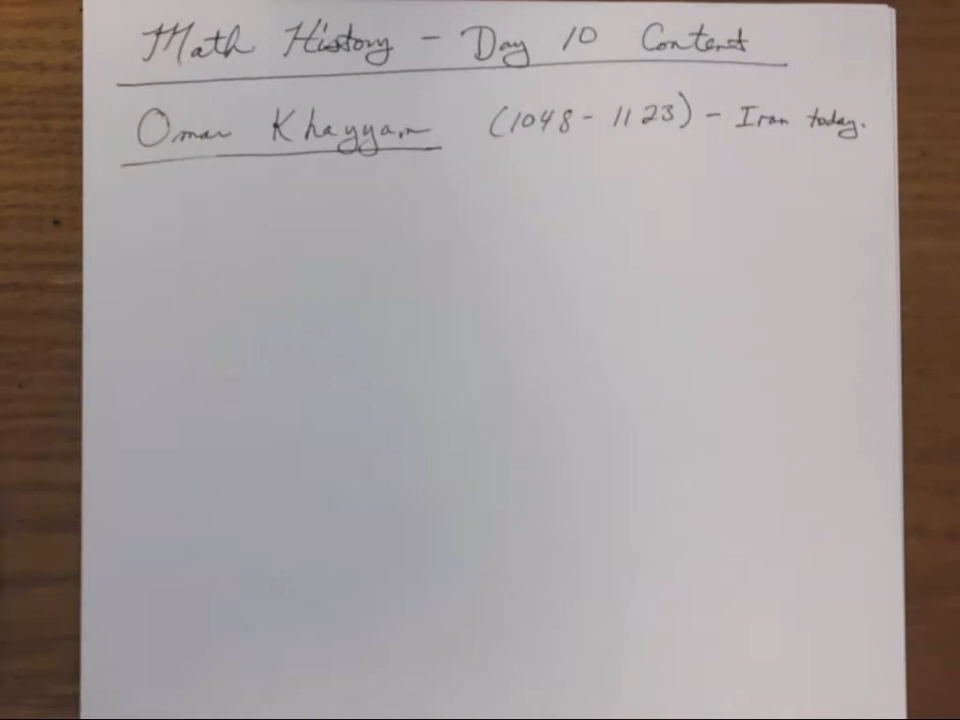 Math History - Day 10 Content
Omar Khayyam (1048 - 1123) - Iran today.